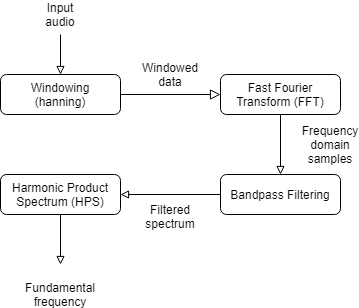 Input
audio
Windowing
(hanning)
Windowed
data
Fast Fourier
Transform (FFT)
Frequency
domain
samples
Bandpass Filtering
Filtered
spectrum
Harmonic Product
Spectrum (HPS)
Fundamental
frequency